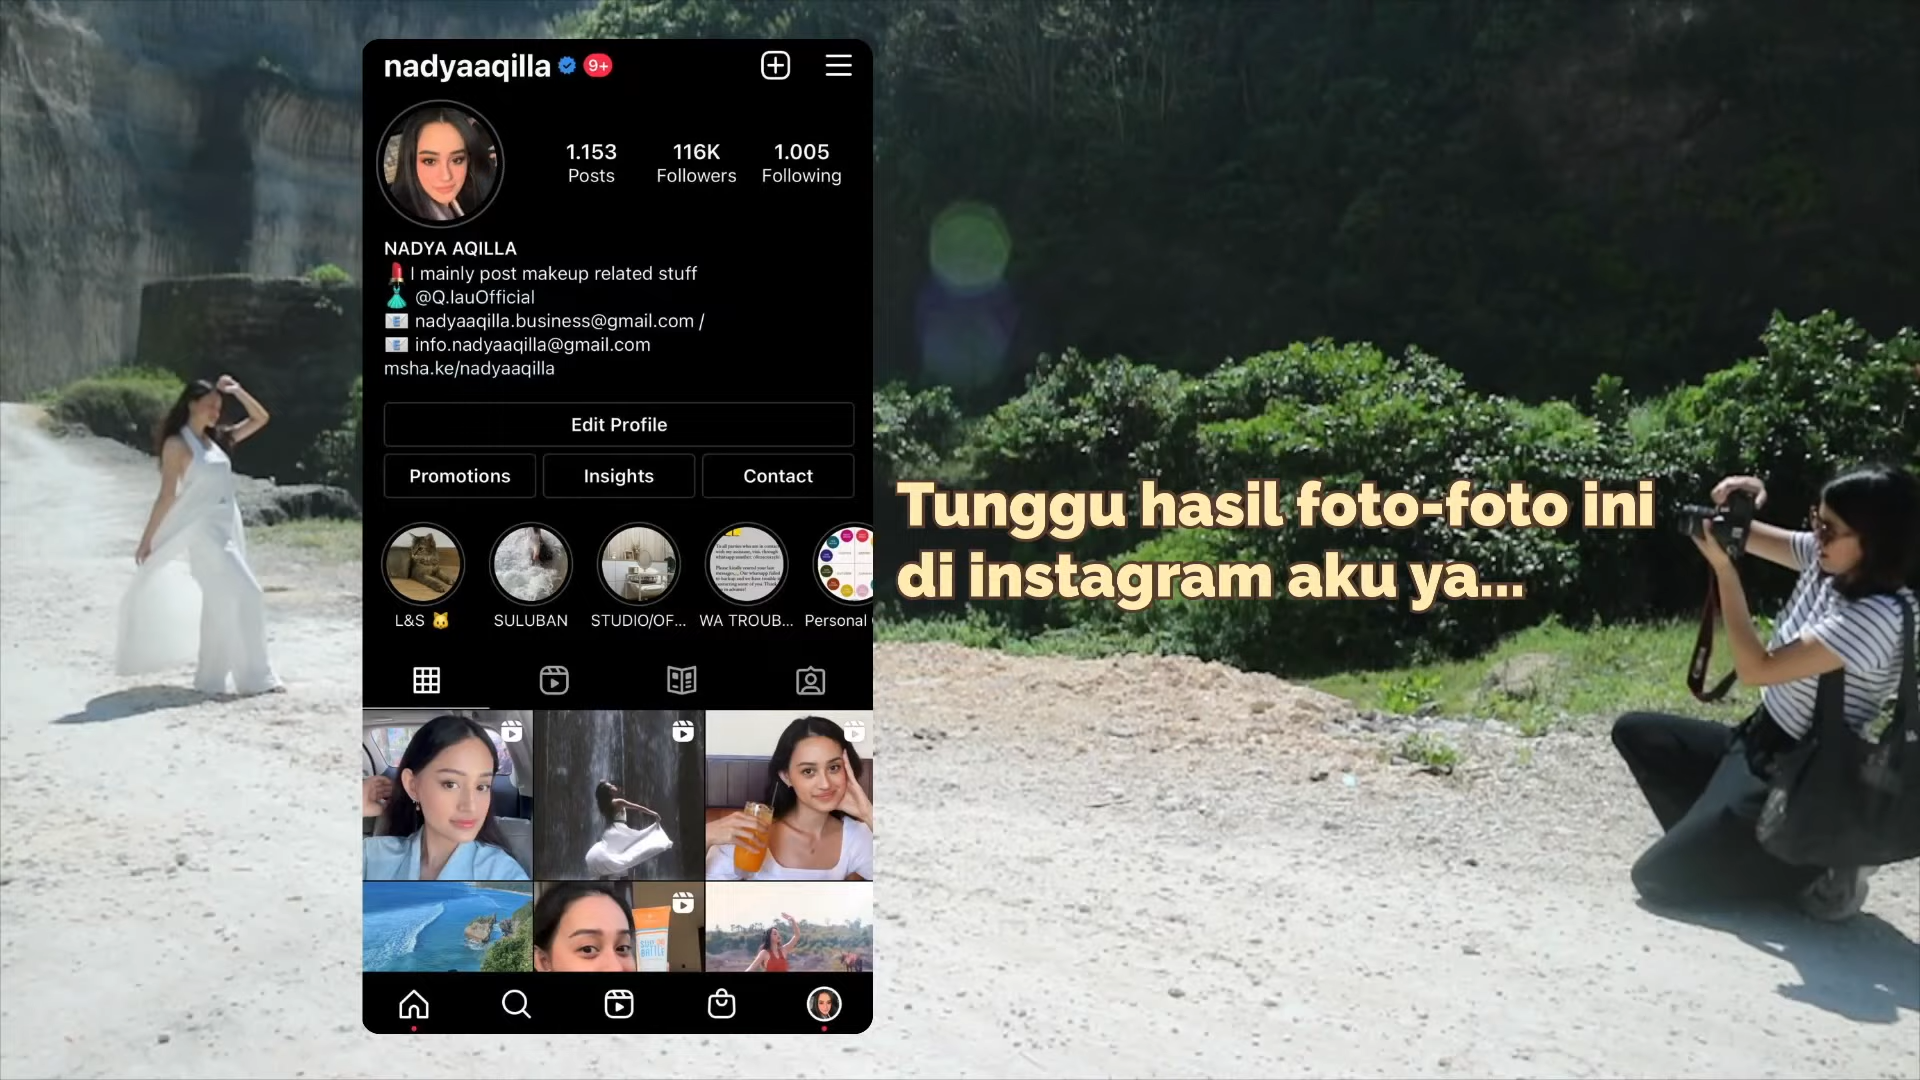 nadyaaqilla 9+
1.153 116K 1.005
Posts Followers Following
NADYA AQILLA
I mainly post makeup related stuff
@Q.lauOfficial
nadyaaqilla.business@gmail.com /
info.nadyaaqilla@gmail.com
msha.ke/nadyaaqilla
Edit Profile
Promotions Insights Contact
L&S SULUBAN STUDIO/OF... WA TROUB... Personal
Tunggu hasil foto-foto ini
di instagram aku ya...